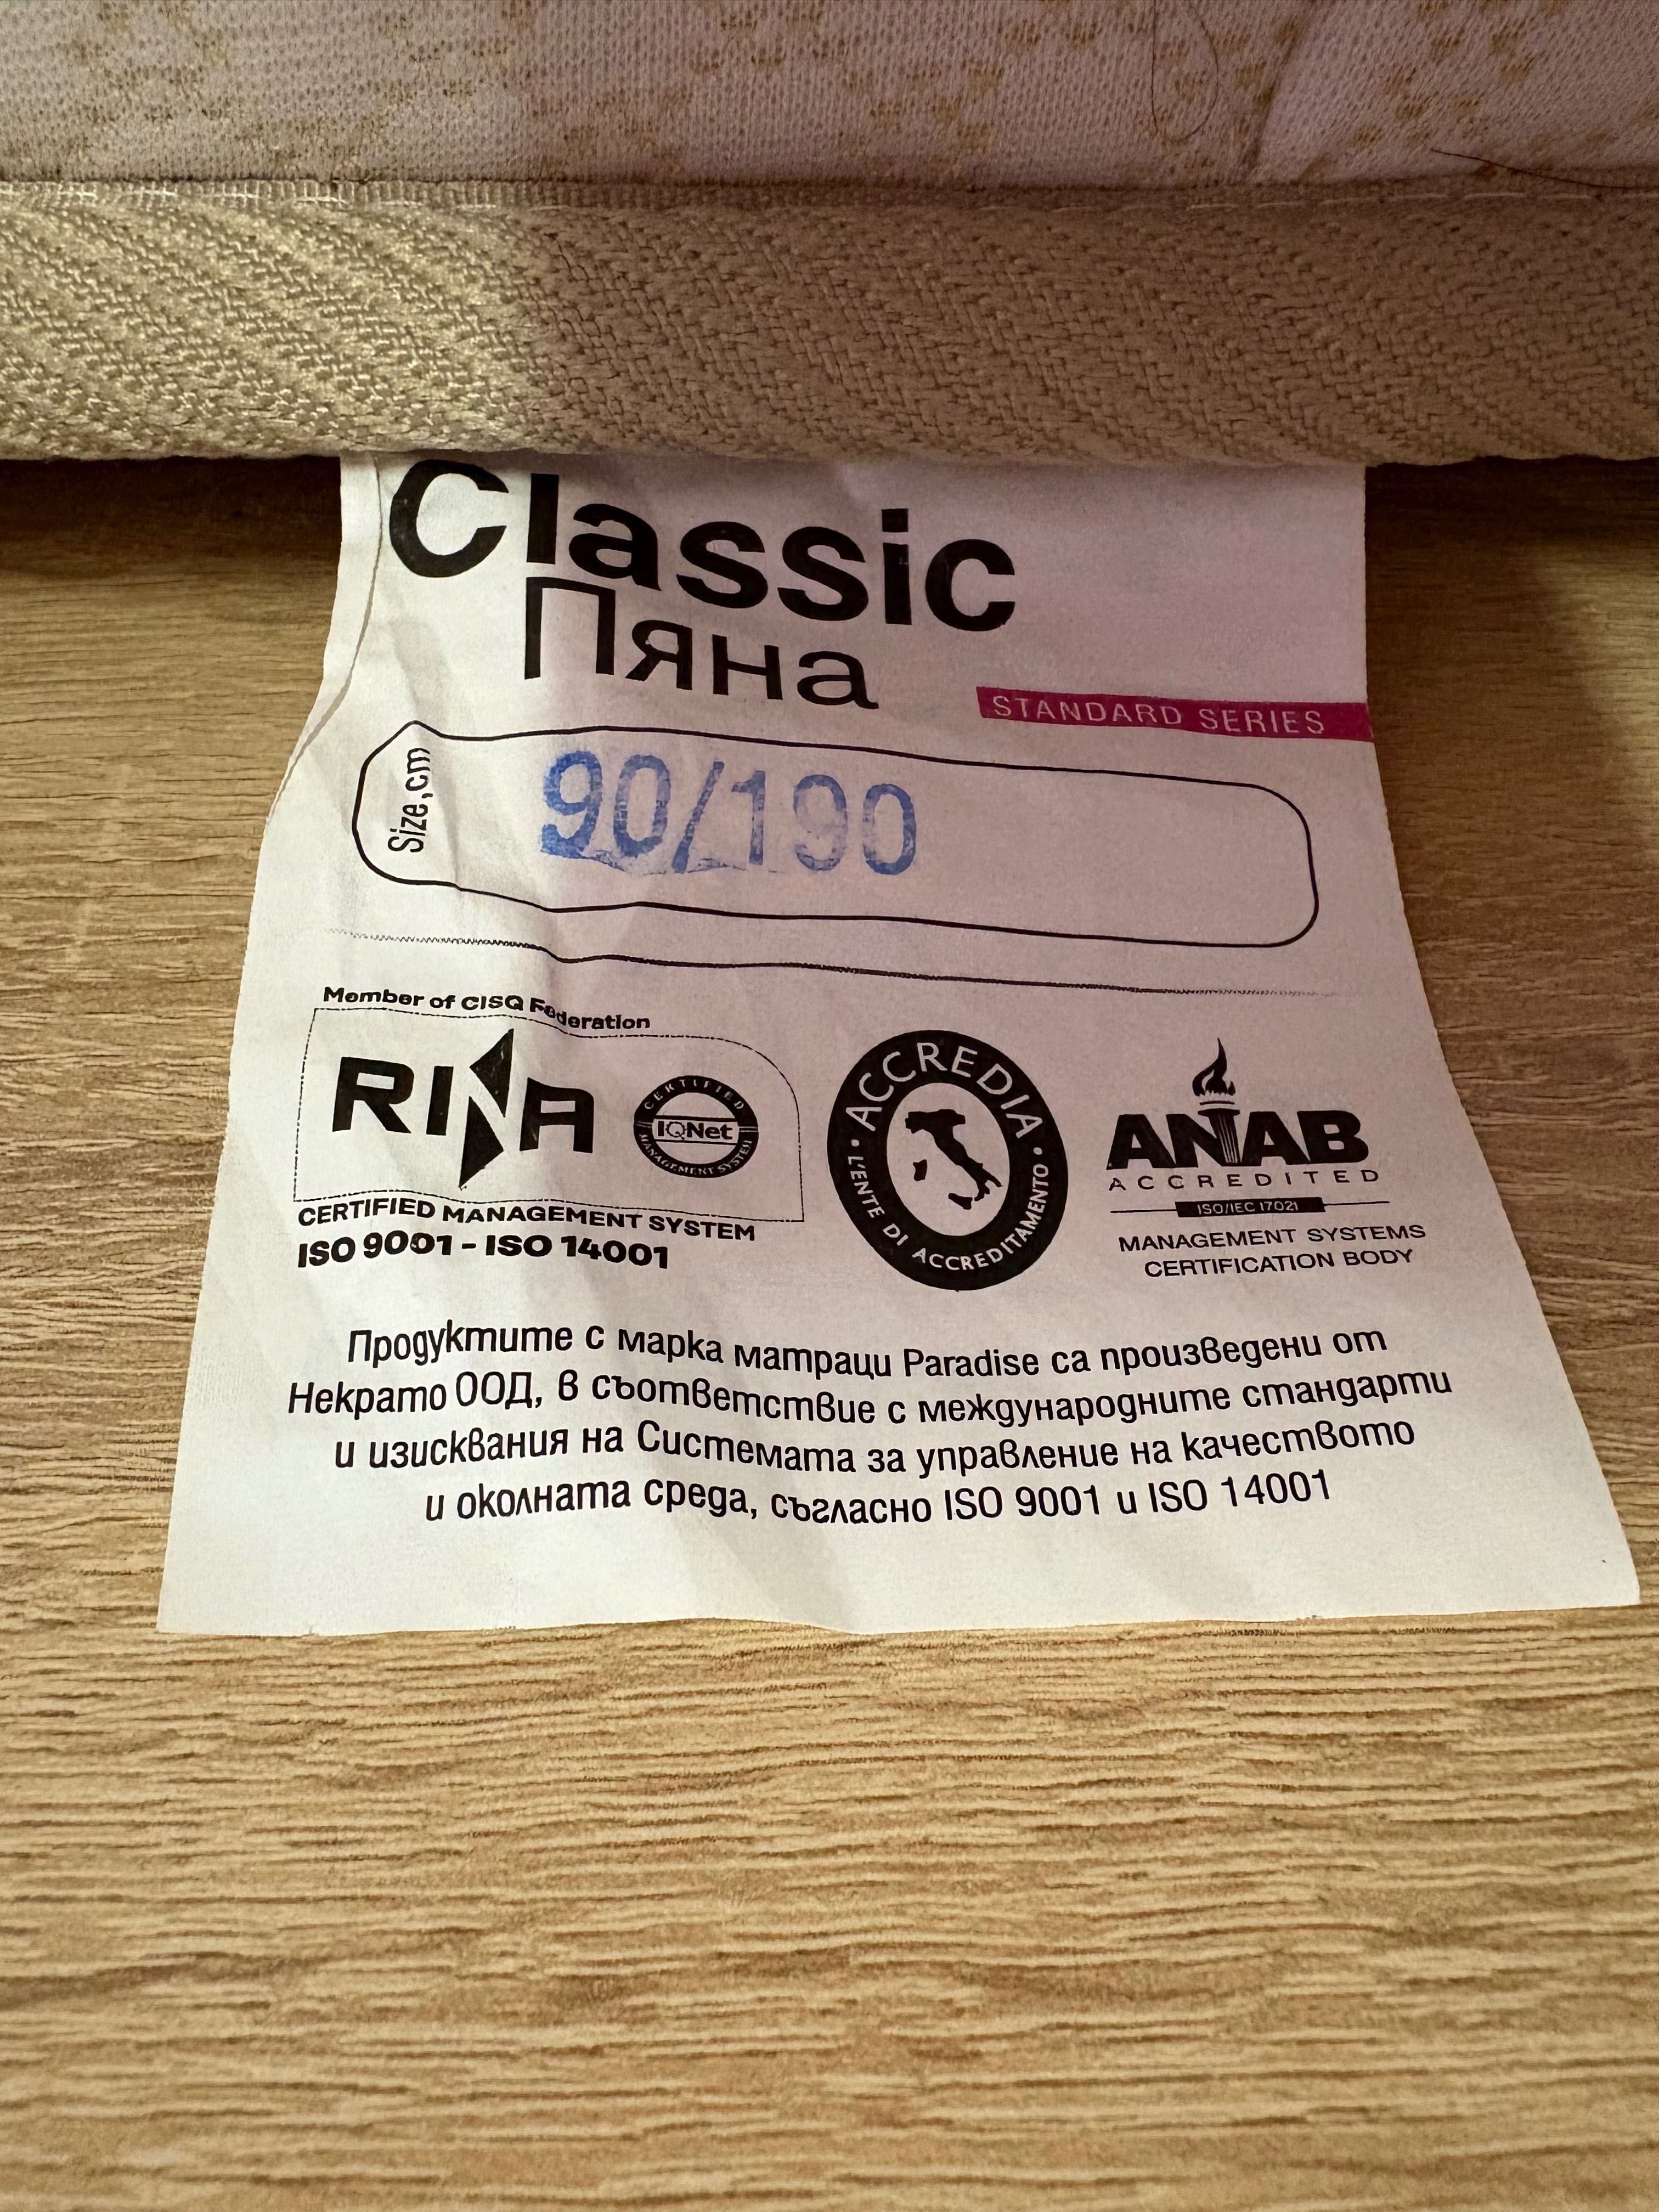 Classic
Пяна
STANDARD SERIES
Size,cm
90/190
Member of CISQ Federation
RINA
CERTIFIED
IQNet
MANAGEMENT SYSTEM
CERTIFIED MANAGEMENT SYSTEM
ISO 9001 - ISO 14001
ACCREDIA
L'ENTE DI ACCREDITAMENTO
ANAB
ACCREDITED
ISO/IEC 17021
MANAGEMENT SYSTEMS
CERTIFICATION BODY
Продуктите с марка матраци Paradise са произведени от
Некрато ООД, в съответствие с международните стандарти
и изисквания на Системата за управление на качеството
и околната среда, съгласно ISO 9001 и ISO 14001